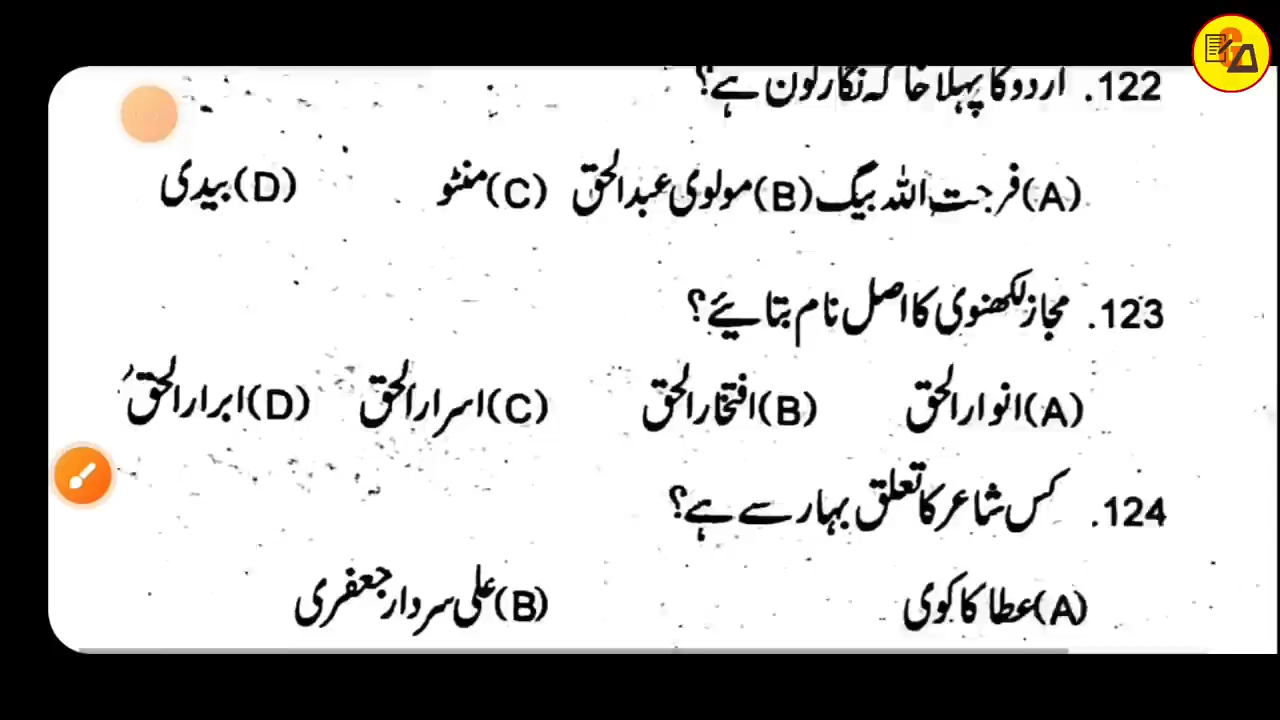 122. اردو کا پہلا خاکہ نگار کون ہے؟
(A) فرحت اللہ بیگ (B) مولوی عبدالحق (C) منٹو (D) بیدی
123. مجاز لکھنوی کا اصل نام بتائیے؟
(A) انوارالحق (B) افتخارالحق (C) اسرارالحق (D) ابرارالحق
124. کس شاعر کا تعلق بہار سے ہے؟
(A) عطا کاکوی (B) علی سردار جعفری